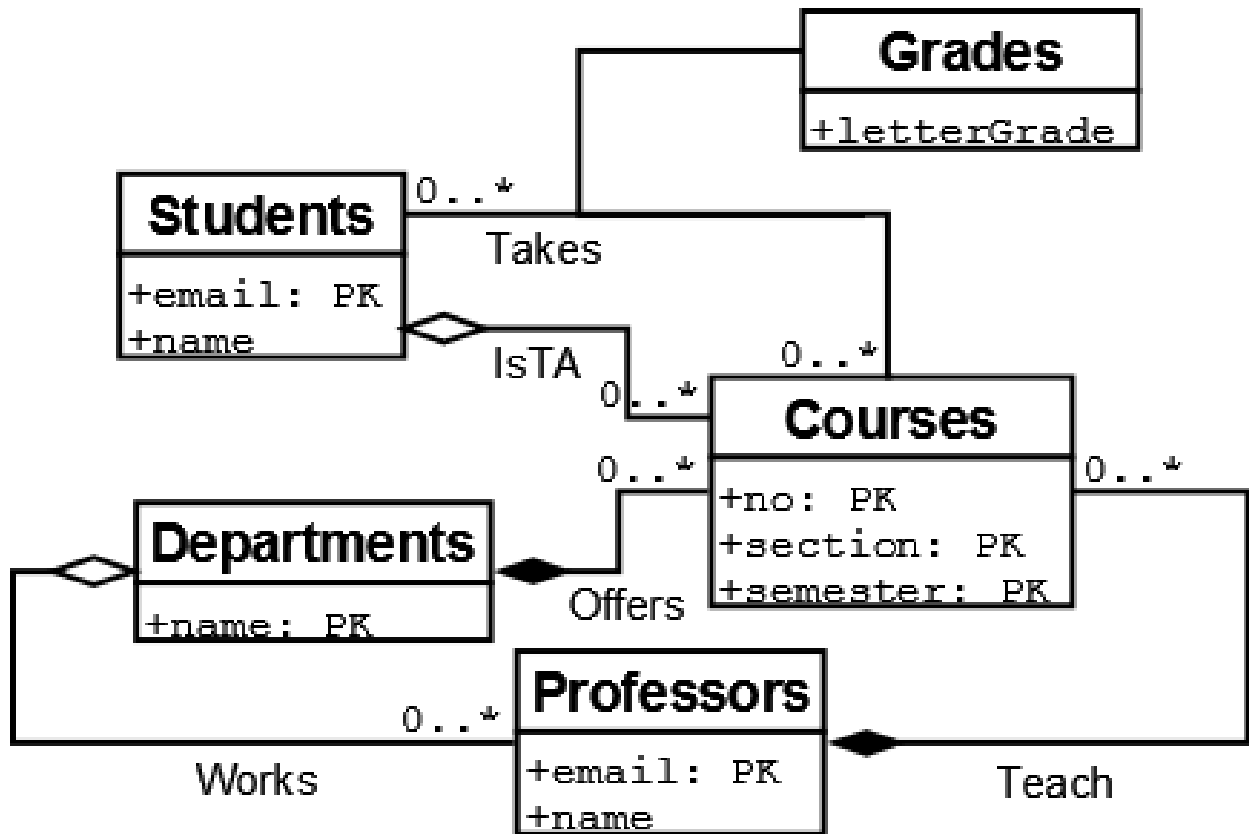 Grades
+letterGrade
0..*
Students
Takes
+email: PK
+name
IsTA
0..*
0..*
Courses
0..*
0..*
+no: PK
+section: PK
+semester: PK
Departments
+name: PK
Offers
Professors
0..*
+email: PK
+name
Works
Teach